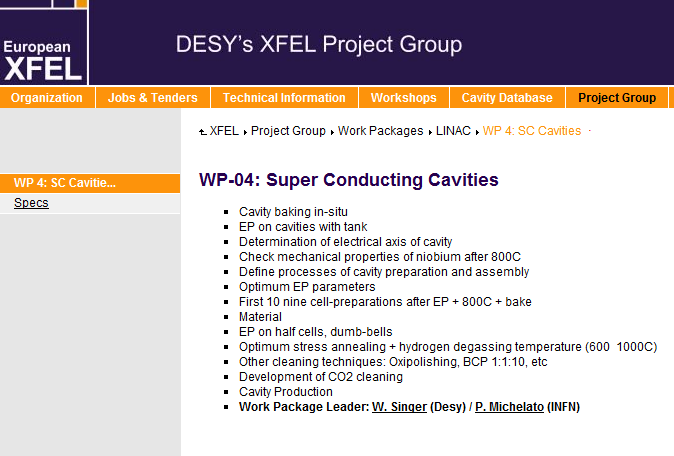 European
XFEL
DESY's XFEL Project Group
Organization Jobs & Tenders Technical Information Workshops Cavity Database Project Group
XFEL Project Group Work Packages LINAC WP 4: SC Cavities
WP 4: SC Cavitie...
Specs
WP-04: Super Conducting Cavities
Cavity baking in-situ
EP on cavities with tank
Determination of electrical axis of cavity
Check mechanical properties of niobium after 800C
Define processes of cavity preparation and assembly
Optimum EP parameters
First 10 nine cell-preparations after EP + 800C + bake
Material
EP on half cells, dumb-bells
Optimum stress annealing + hydrogen degassing temperature (600 1000C)
Other cleaning techniques: Oxipolishing, BCP 1:1:10, etc
Development of CO2 cleaning
Cavity Production
Work Package Leader: W. Singer (Desy) / P. Michelato (INFN)